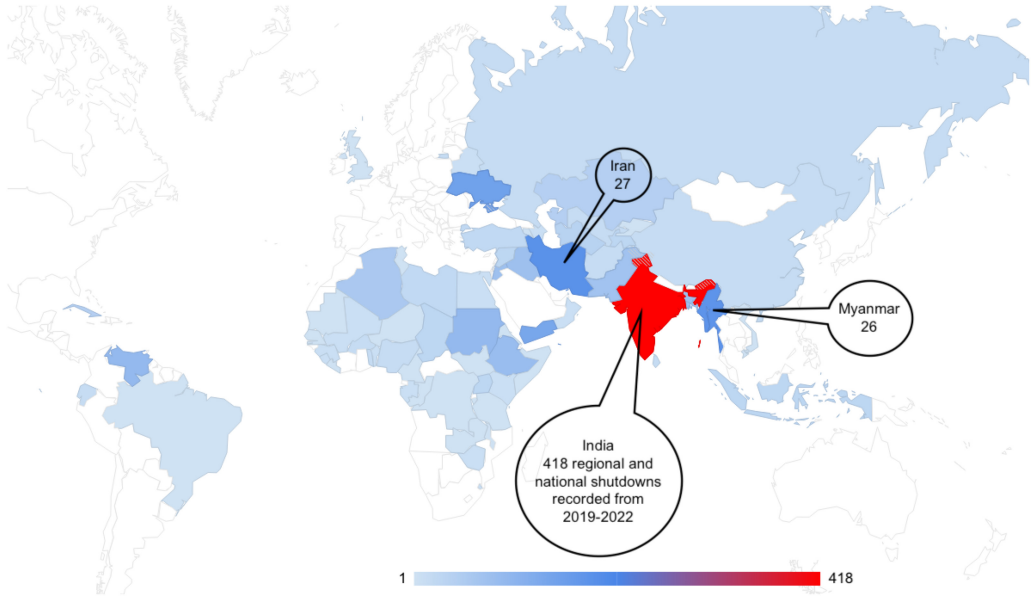 Iran
27
Myanmar
26
India
418 regional and
national shutdowns
recorded from
2019-2022
1
418